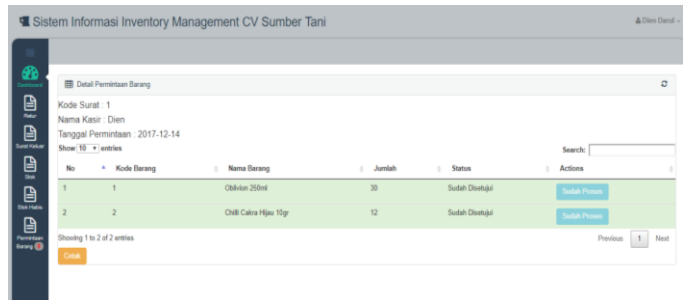 Sistem Informasi Inventory Management CV Sumber Tani
Dien Darul
Dashboard
Retur
Surat Keluar
Stok
Stok Habis
Permintaan Barang
Detail Permintaan Barang
Kode Surat : 1
Nama Kasir : Dien
Tanggal Permintaan : 2017-12-14
Show 10 entries
Search:
No Kode Barang Nama Barang Jumlah Status Actions
1 1 Oblivion 250ml 30 Sudah Disetujui Sudah Proses
2 2 Chilli Cakra Hijau 10gr 12 Sudah Disetujui Sudah Proses
Showing 1 to 2 of 2 entries
Previous 1 Next
Cetak